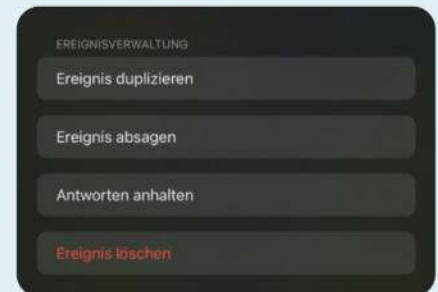 EREIGNISVERWALTUNG
Ereignis duplizieren
Ereignis absagen
Antworten anhalten
Ereignis löschen